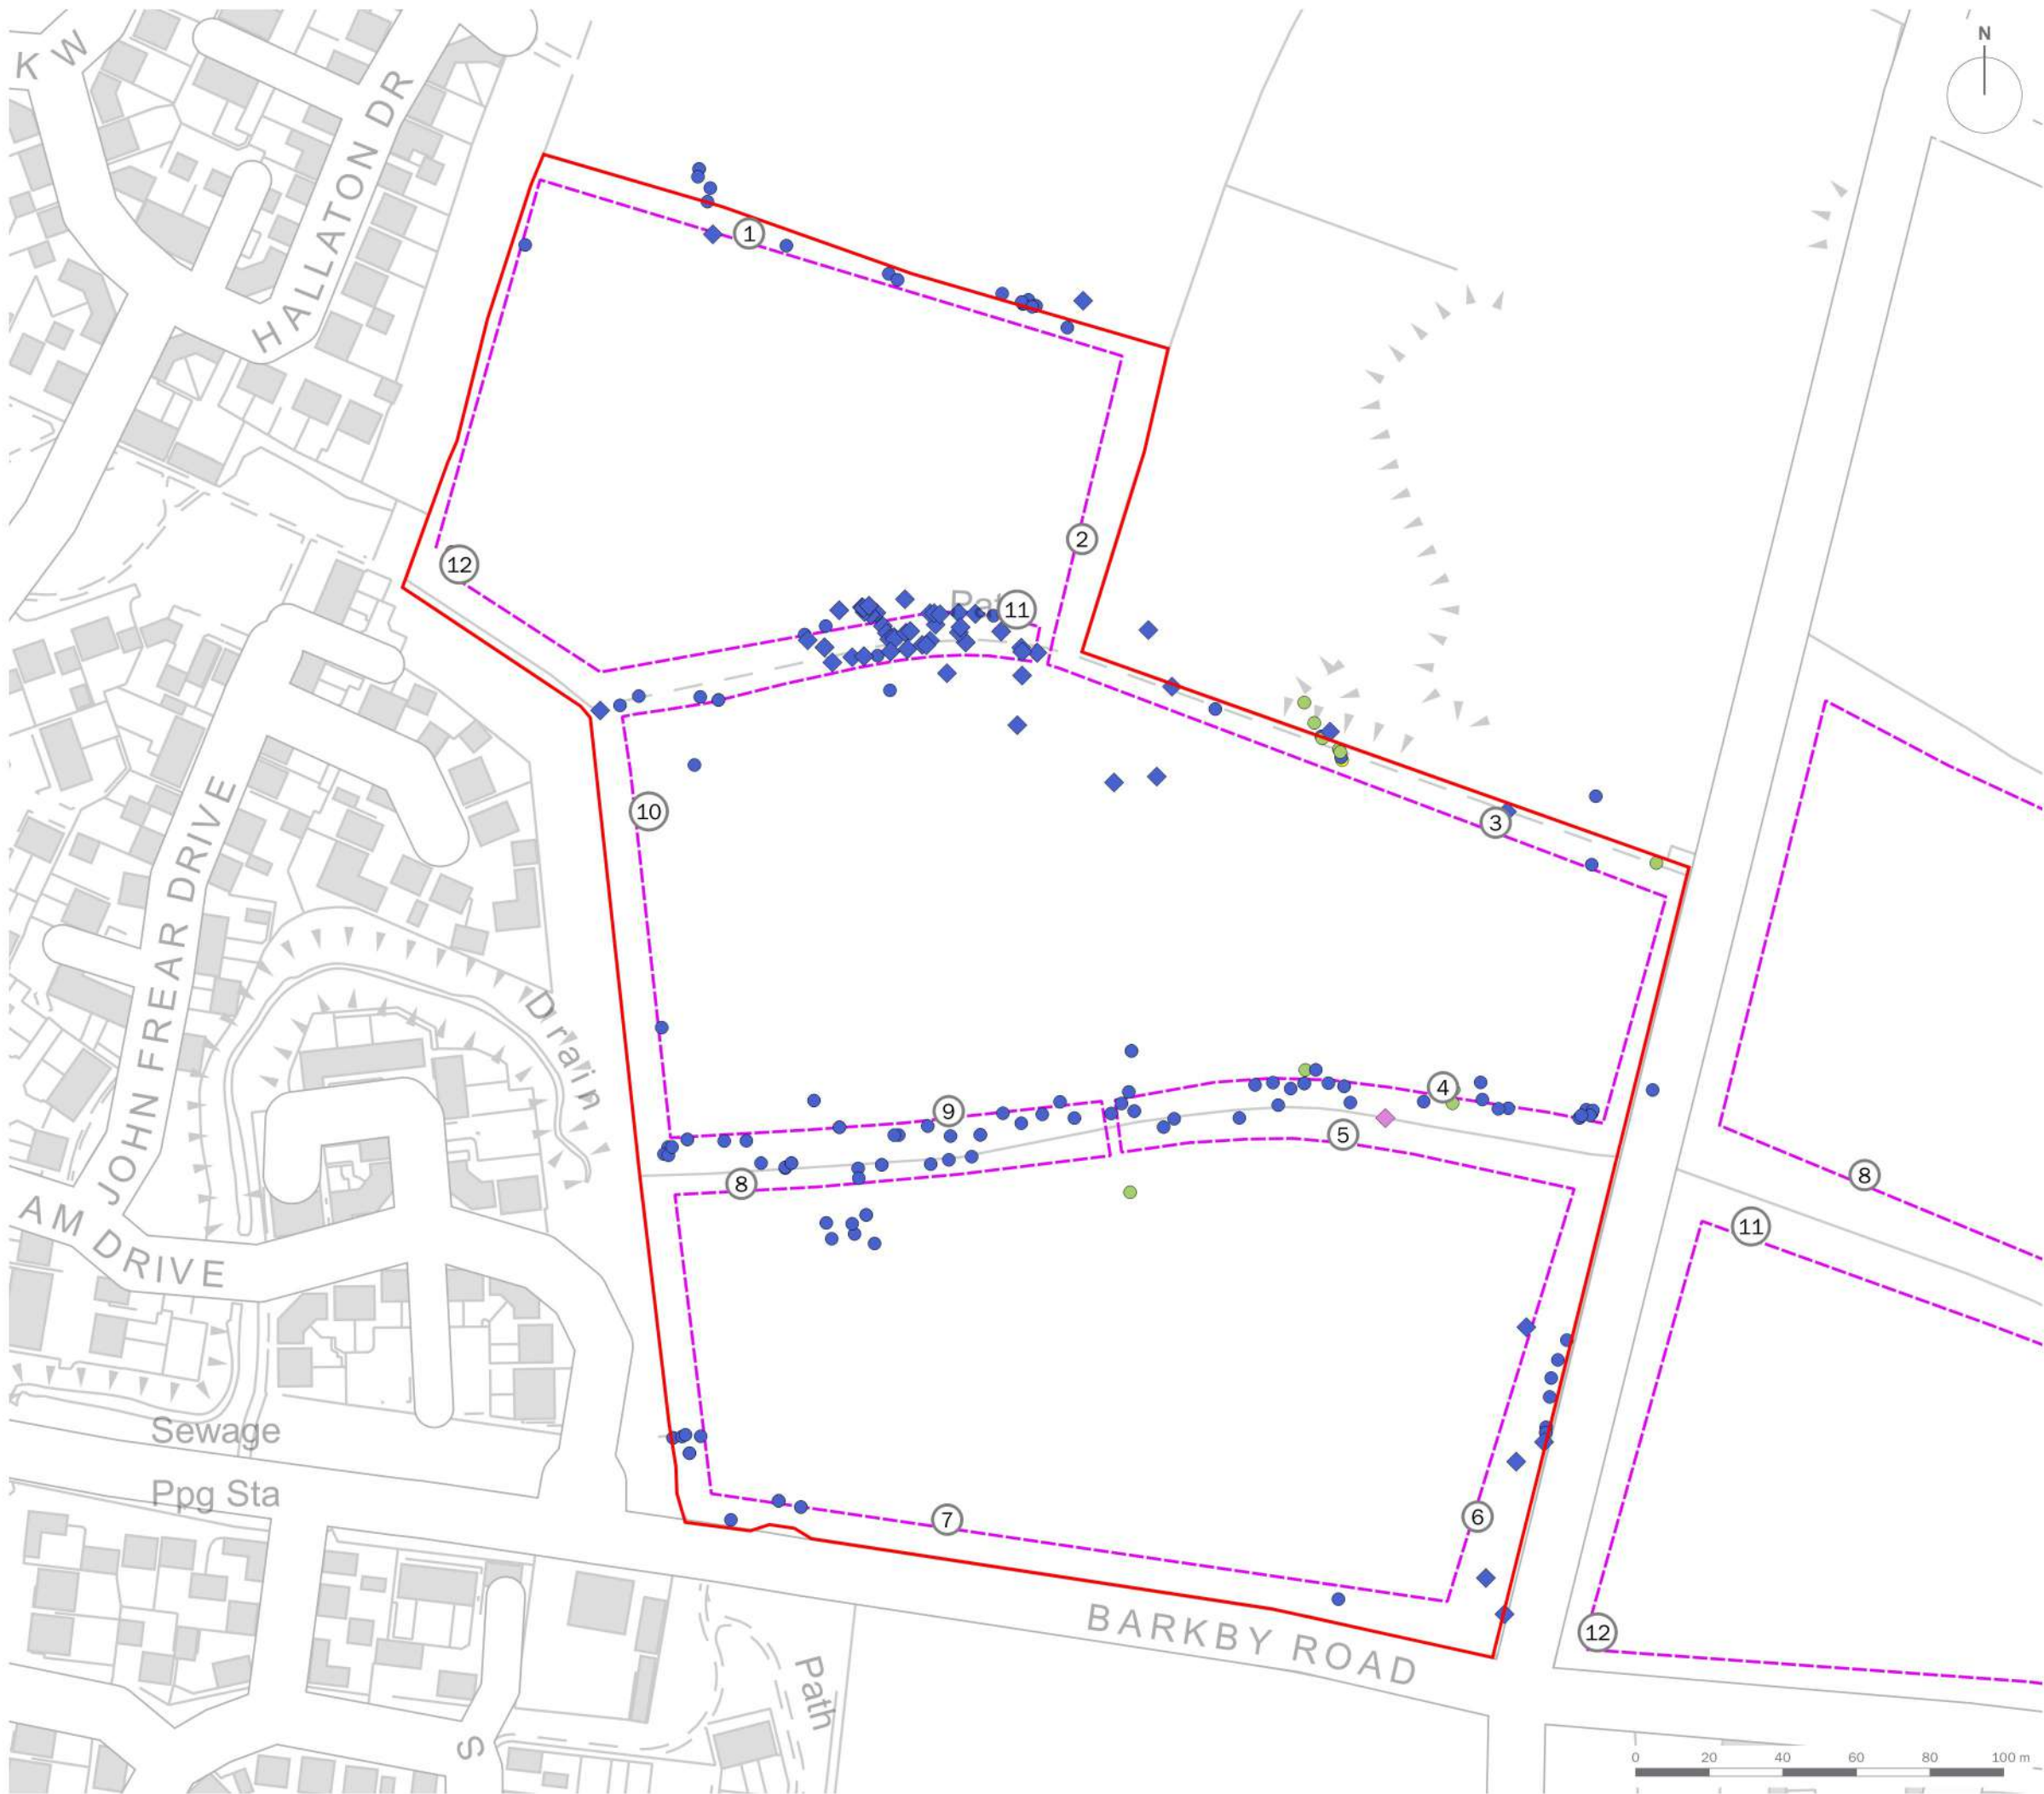 K W
N
HALLATON DR
1
2
12
Pat
11
3
10
JOHN FREAR DRIVE
Drain
4
9
5
8
8
11
AM DRIVE
Sewage
Ppg Sta
7
6
BARKBY ROAD
12
Path
S
0 20 40 60 80 100 m